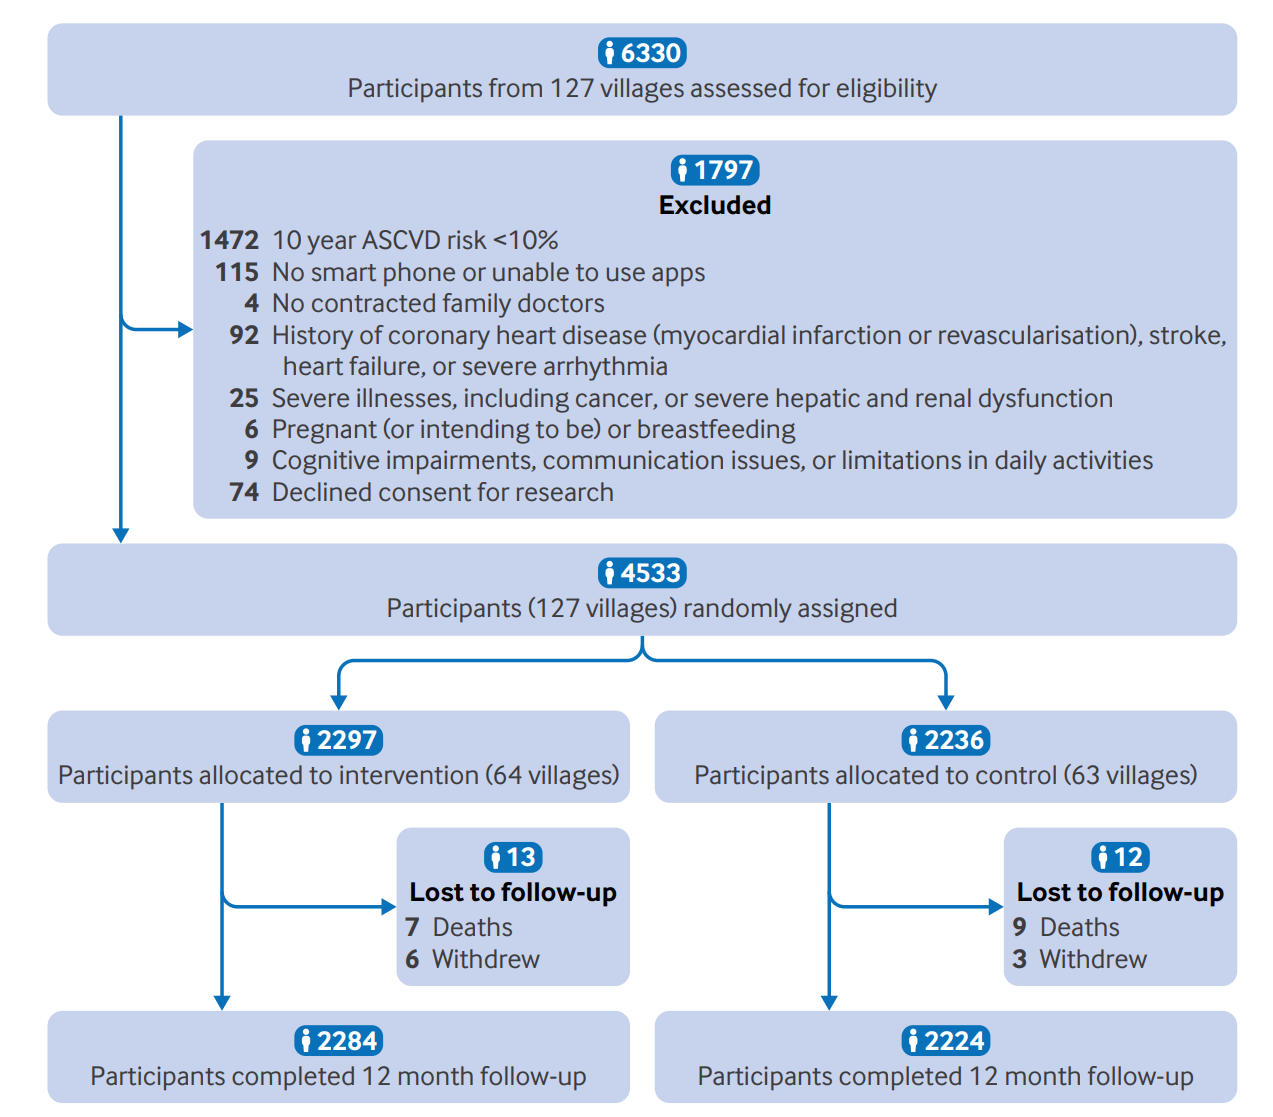 6330
Participants from 127 villages assessed for eligibility
1797
Excluded
1472 10 year ASCVD risk <10%
115 No smart phone or unable to use apps
4 No contracted family doctors
92 History of coronary heart disease (myocardial infarction or revascularisation), stroke,
heart failure, or severe arrhythmia
25 Severe illnesses, including cancer, or severe hepatic and renal dysfunction
6 Pregnant (or intending to be) or breastfeeding
9 Cognitive impairments, communication issues, or limitations in daily activities
74 Declined consent for research
4533
Participants (127 villages) randomly assigned
2297
Participants allocated to intervention (64 villages)
2236
Participants allocated to control (63 villages)
13
Lost to follow-up
7 Deaths
6 Withdrew
12
Lost to follow-up
9 Deaths
3 Withdrew
2284
Participants completed 12 month follow-up
2224
Participants completed 12 month follow-up